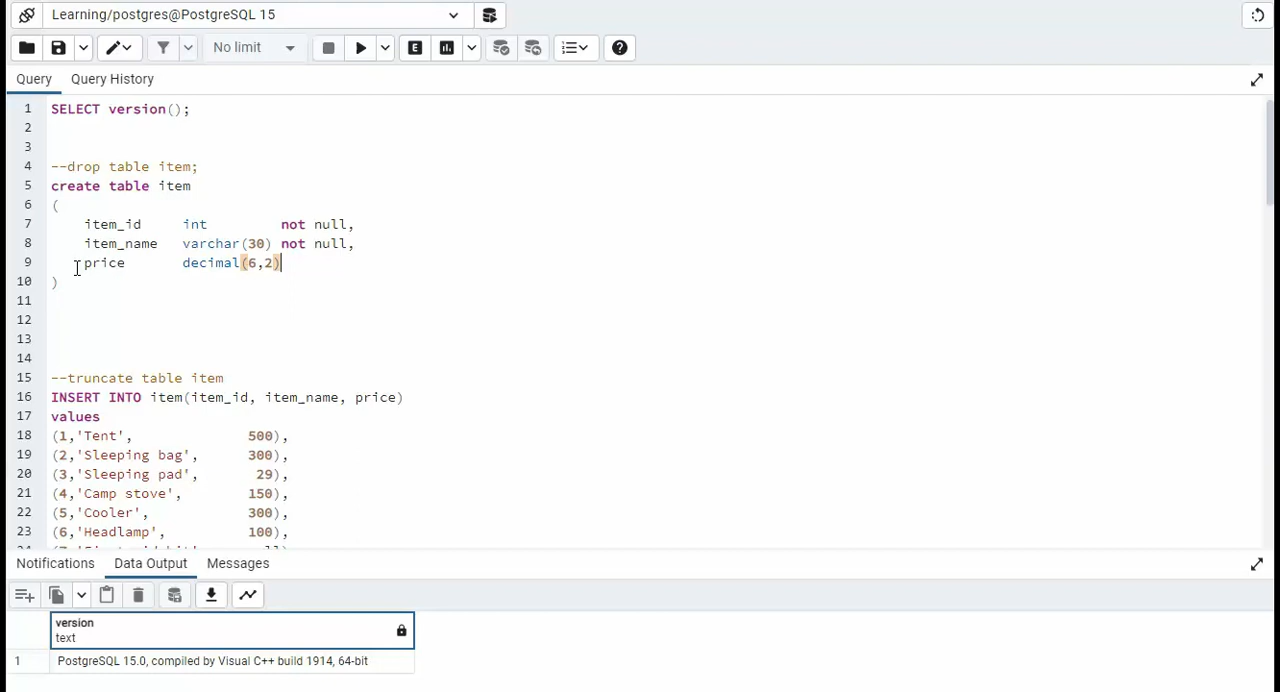 Learning/postgres@PostgreSQL 15
No limit
Query Query History
1 SELECT version();
2
3
4 --drop table item;
5 create table item
6 (
7 item_id int not null,
8 item_name varchar(30) not null,
9 price decimal(6,2)
10 )
11
12
13
14
15 --truncate table item
16 INSERT INTO item(item_id, item_name, price)
17 values
18 (1,'Tent', 500),
19 (2,'Sleeping bag', 300),
20 (3,'Sleeping pad', 29),
21 (4,'Camp stove', 150),
22 (5,'Cooler', 300),
23 (6,'Headlamp', 100),
Notifications Data Output Messages
version
text
1 PostgreSQL 15.0, compiled by Visual C++ build 1914, 64-bit